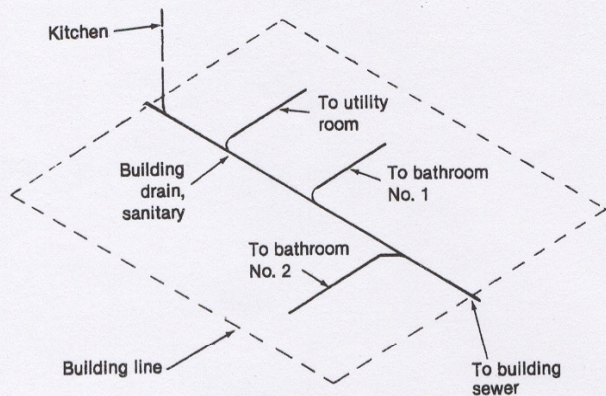 Kitchen
To utility
room
Building
drain,
sanitary
To bathroom
No. 1
To bathroom
No. 2
Building line
To building
sewer